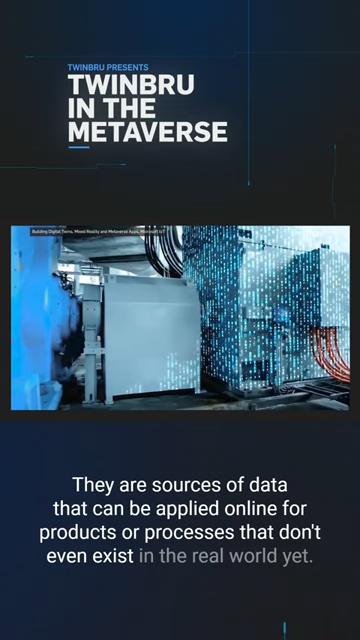 TWINBRU PRESENTS
TWINBRU
IN THE
METAVERSE
Building Digital Twins, Mixed Reality and Metaverse Apps, Microsoft IoT
They are sources of data
that can be applied online for
products or processes that don't
even exist in the real world yet.